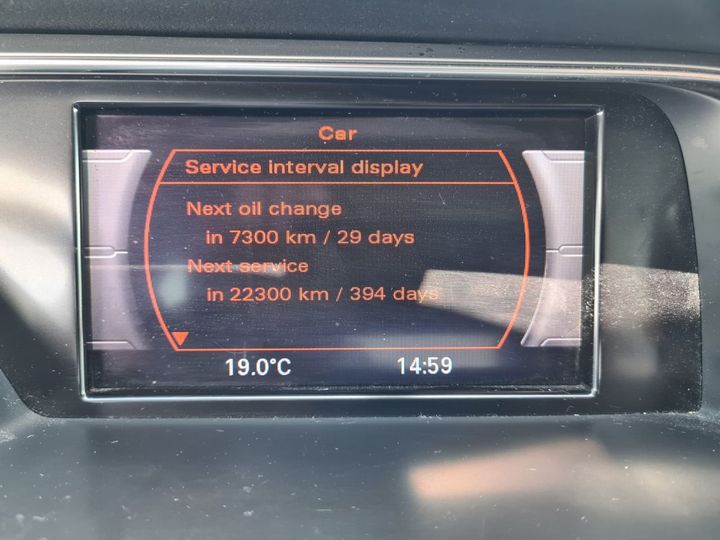 Car
Service interval display
Next oil change
in 7300 km / 29 days
Next service
in 22300 km / 394 days
19.0°C 14:59